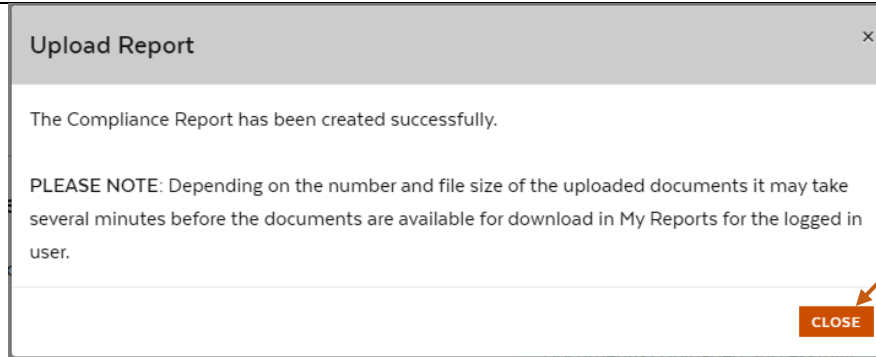 Upload Report ×
The Compliance Report has been created successfully.
PLEASE NOTE: Depending on the number and file size of the uploaded documents it may take
several minutes before the documents are available for download in My Reports for the logged in
user.
CLOSE